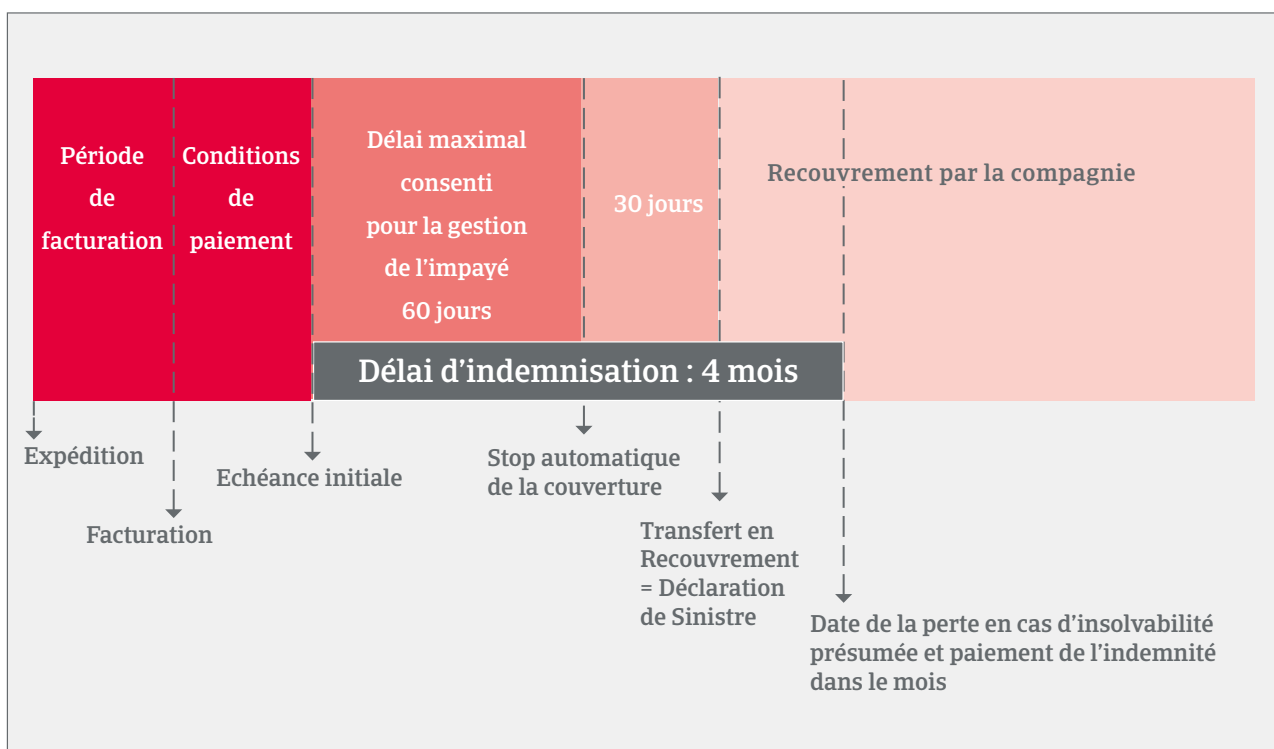 Période
de
facturation
Conditions
de
paiement
Délai maximal
consenti
pour la gestion
de l’impayé
60 jours
30 jours
Recouvrement par la compagnie
Délai d’indemnisation : 4 mois
Expédition
Facturation
Echéance initiale
Stop automatique
de la couverture
Transfert en
Recouvrement
= Déclaration
de Sinistre
Date de la perte en cas d’insolvabilité
présumée et paiement de l’indemnité
dans le mois